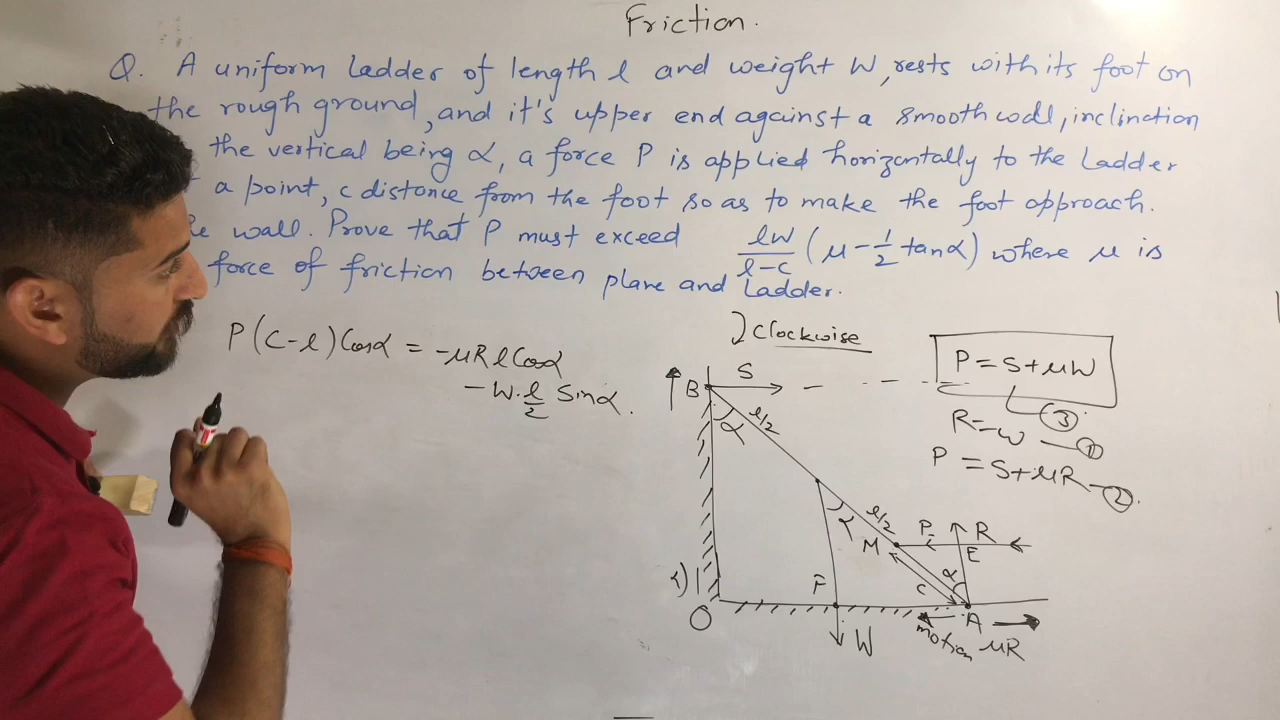 Friction.
Q. A uniform ladder of length l and weight W, rests with its foot on
the rough ground, and it's upper end against a smooth wall, inclination
the vertical being α, a force P is applied horizontally to the Ladder
a point, c distance from the foot so as to make the foot approach.
wall. Prove that P must exceed lW/(l-c) (μ - 1/2 tanα) where μ is
force of friction between plane and Ladder.
P(C-l)Cosα = -μRlCosα
- W. l/2 Sinα.
↻ clockwise
P = S+μW
③
R=W — ①
P = S+μR — ②
B
S
α
l/2
α
l/2
M
P
R
E
α
C
F
O
A
W
motion
μR